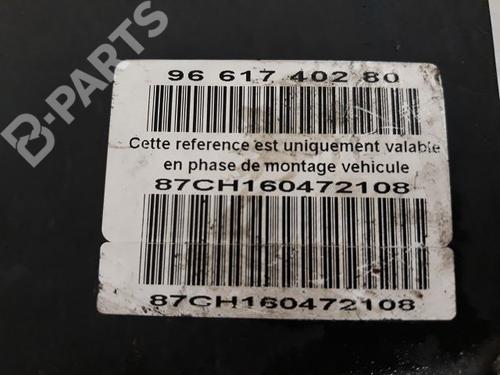 B-PARTS
96 617 402 80
Cette reference est uniquement valable
en phase de montage vehicule
87CH160472108
87CH160472108